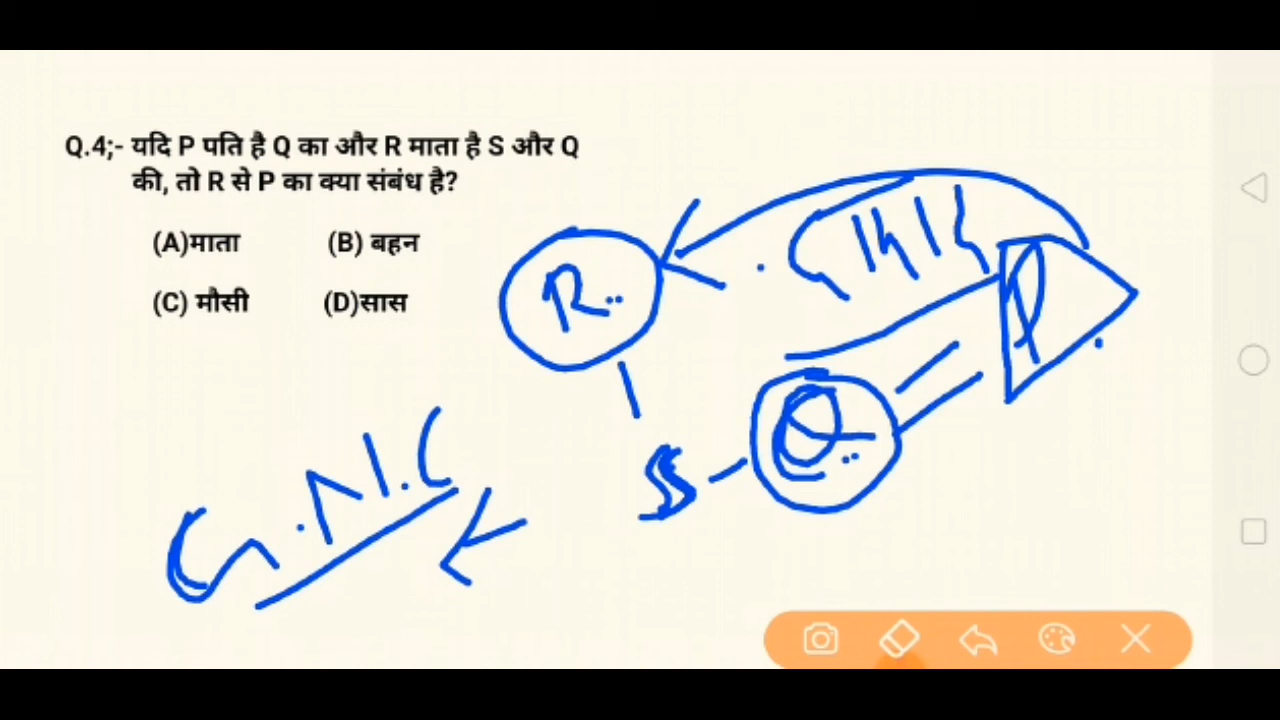 Q.4;- यदि P पति है Q का और R माता है S और Q
की, तो R से P का क्या संबंध है?
(A)माता (B) बहन
(C) मौसी (D)सास
R
P
Q
S